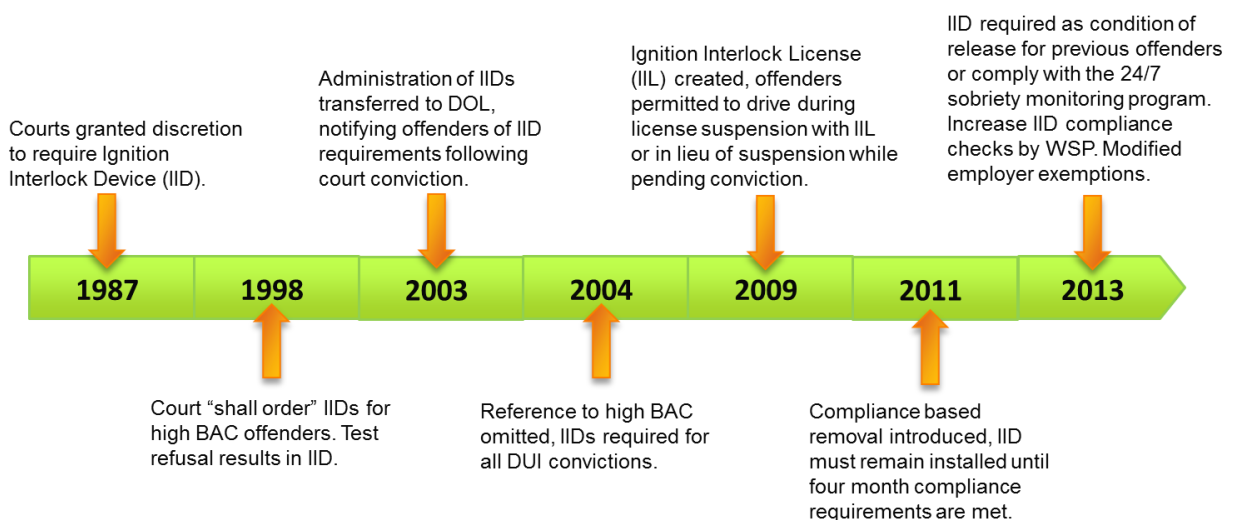 Courts granted discretion
to require Ignition
Interlock Device (IID).
Administration of IIDs
transferred to DOL,
notifying offenders of IID
requirements following
court conviction.
Ignition Interlock License
(IIL) created, offenders
permitted to drive during
license suspension with IIL
or in lieu of suspension while
pending conviction.
IID required as condition of
release for previous offenders
or comply with the 24/7
sobriety monitoring program.
Increase IID compliance
checks by WSP. Modified
employer exemptions.
1987 1998 2003 2004 2009 2011 2013
Court “shall order” IIDs for
high BAC offenders. Test
refusal results in IID.
Reference to high BAC
omitted, IIDs required for
all DUI convictions.
Compliance based
removal introduced, IID
must remain installed until
four month compliance
requirements are met.